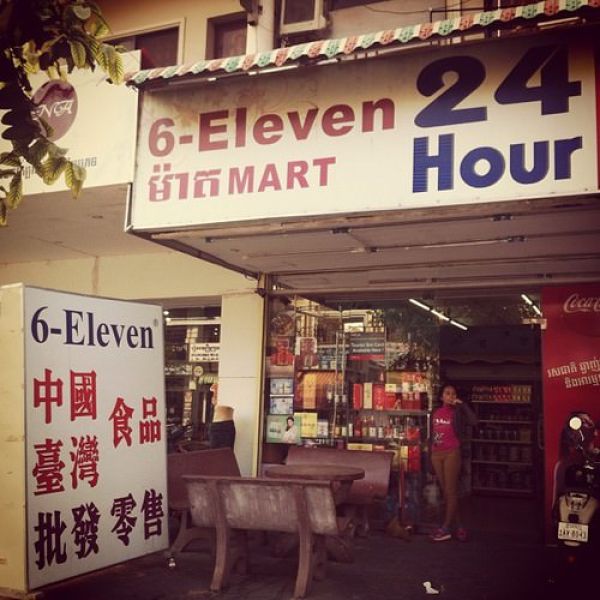 6-Eleven
ម៉ាត MART
24
Hour
6-Eleven
中國
臺灣
食品
批發 零售
Coca-Cola